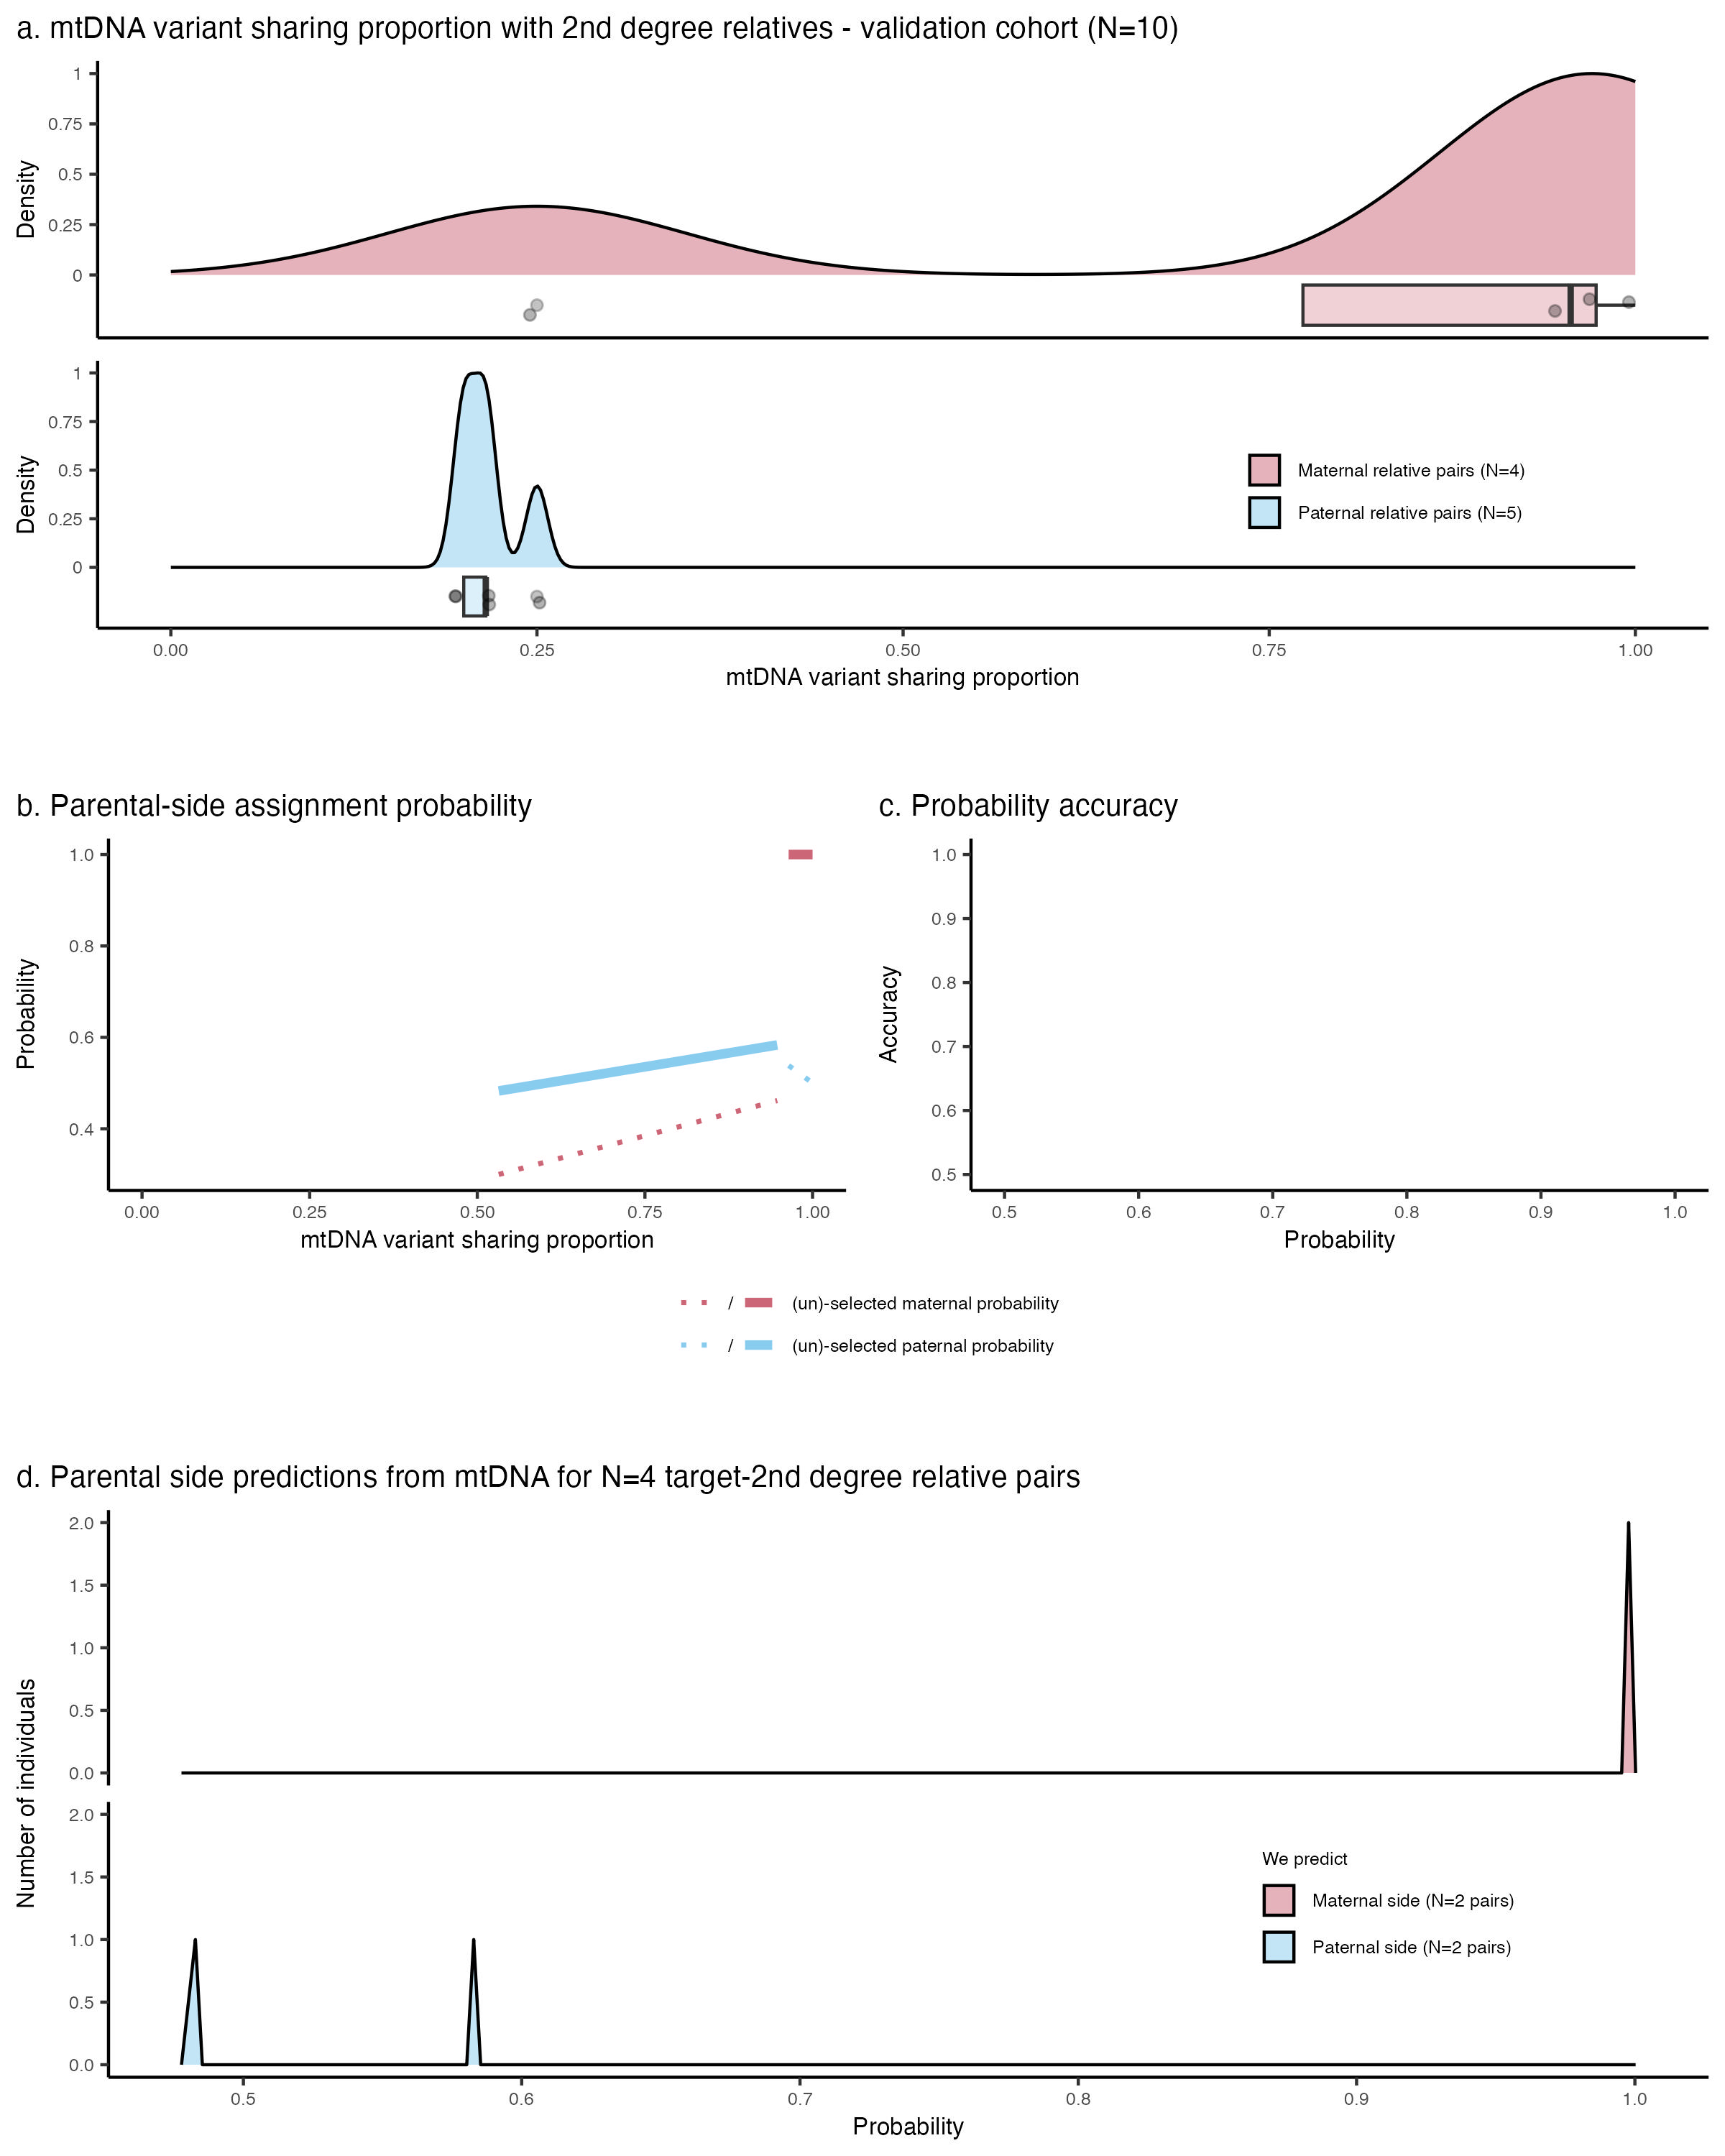 a. mtDNA variant sharing proportion with 2nd degree relatives - validation cohort (N=10)
1
0.75
0.5
0.25
0
Density
1
0.75
0.5
0.25
0
Density
Maternal relative pairs (N=4)
Paternal relative pairs (N=5)
0.00 0.25 0.50 0.75 1.00
mtDNA variant sharing proportion
b. Parental-side assignment probability
1.0
0.8
0.6
0.4
Probability
0.00 0.25 0.50 0.75 1.00
mtDNA variant sharing proportion
c. Probability accuracy
1.0
0.9
0.8
0.7
0.6
0.5
Accuracy
0.5 0.6 0.7 0.8 0.9 1.0
Probability
/ (un)-selected maternal probability
/ (un)-selected paternal probability
d. Parental side predictions from mtDNA for N=4 target-2nd degree relative pairs
2.0
1.5
1.0
0.5
0.0
Number of individuals
2.0
1.5
1.0
0.5
0.0
We predict
Maternal side (N=2 pairs)
Paternal side (N=2 pairs)
0.5 0.6 0.7 0.8 0.9 1.0
Probability